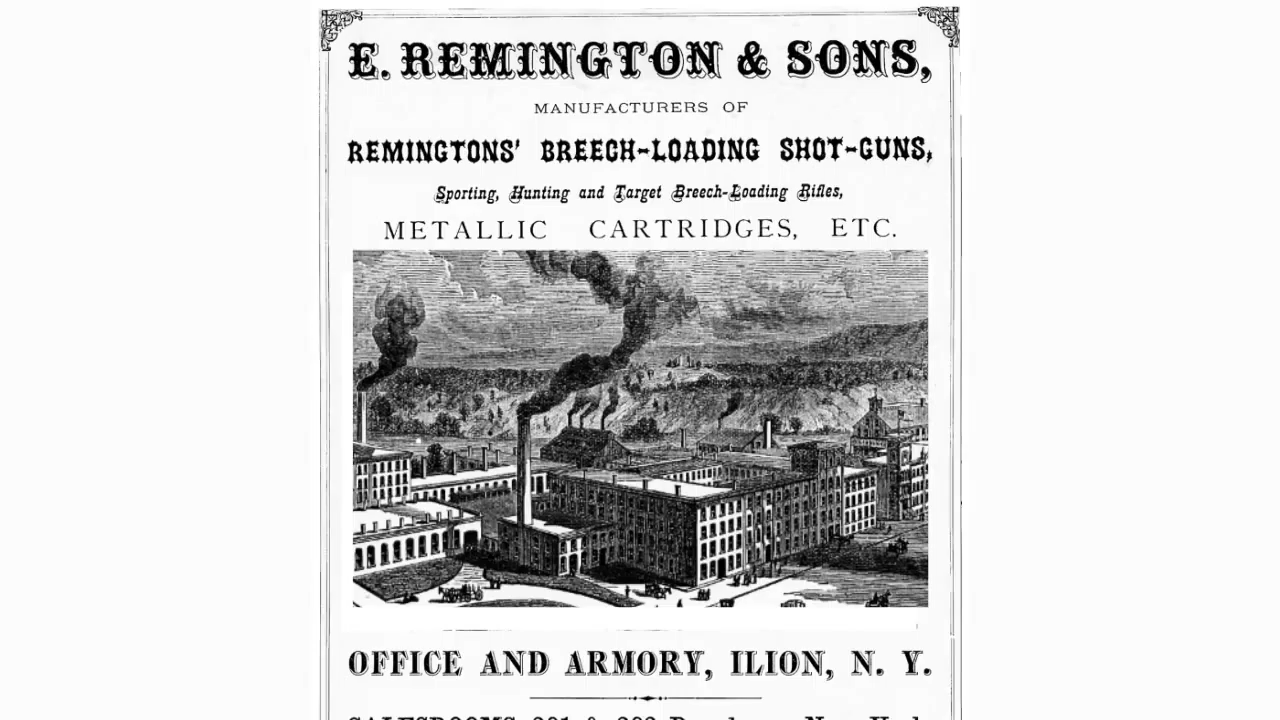 E. REMINGTON & SONS,
MANUFACTURERS OF
REMINGTONS' BREECH-LOADING SHOT-GUNS,
Sporting, Hunting and Target Breech-Loading Rifles,
METALLIC CARTRIDGES, ETC.
OFFICE AND ARMORY, ILION, N. Y.
SALESROOMS